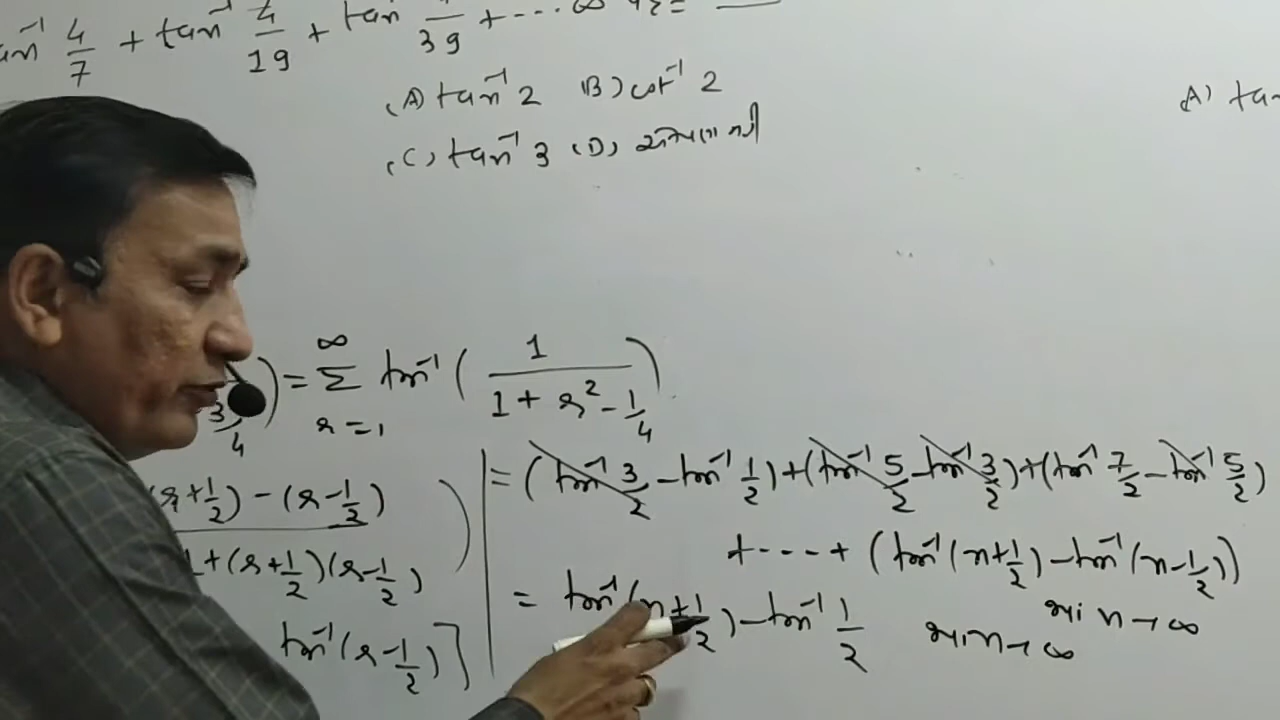 tan⁻¹ 4/7 + tan⁻¹ 4/19 + tan⁻¹ 4/39 + ---- ∞ =
(A) tan⁻¹ 2 (B) cot⁻¹ 2
(C) tan⁻¹ 3 (D)
A) ta
3/4 ) = ∞ Σ r=1 tan⁻¹ ( 1 / (1 + r² - 1/4) )
(r+1/2) - (r-1/2) / 1+(r+1/2)(r-1/2) )
tan⁻¹(r-1/2) ]
= (tan⁻¹ 3/2 - tan⁻¹ 1/2) + (tan⁻¹ 5/2 - tan⁻¹ 3/2) + (tan⁻¹ 7/2 - tan⁻¹ 5/2)
+ ---- + (tan⁻¹(n+1/2) - tan⁻¹(n-1/2))
n→∞
= tan⁻¹(n+1/2) - tan⁻¹ 1/2 n→∞